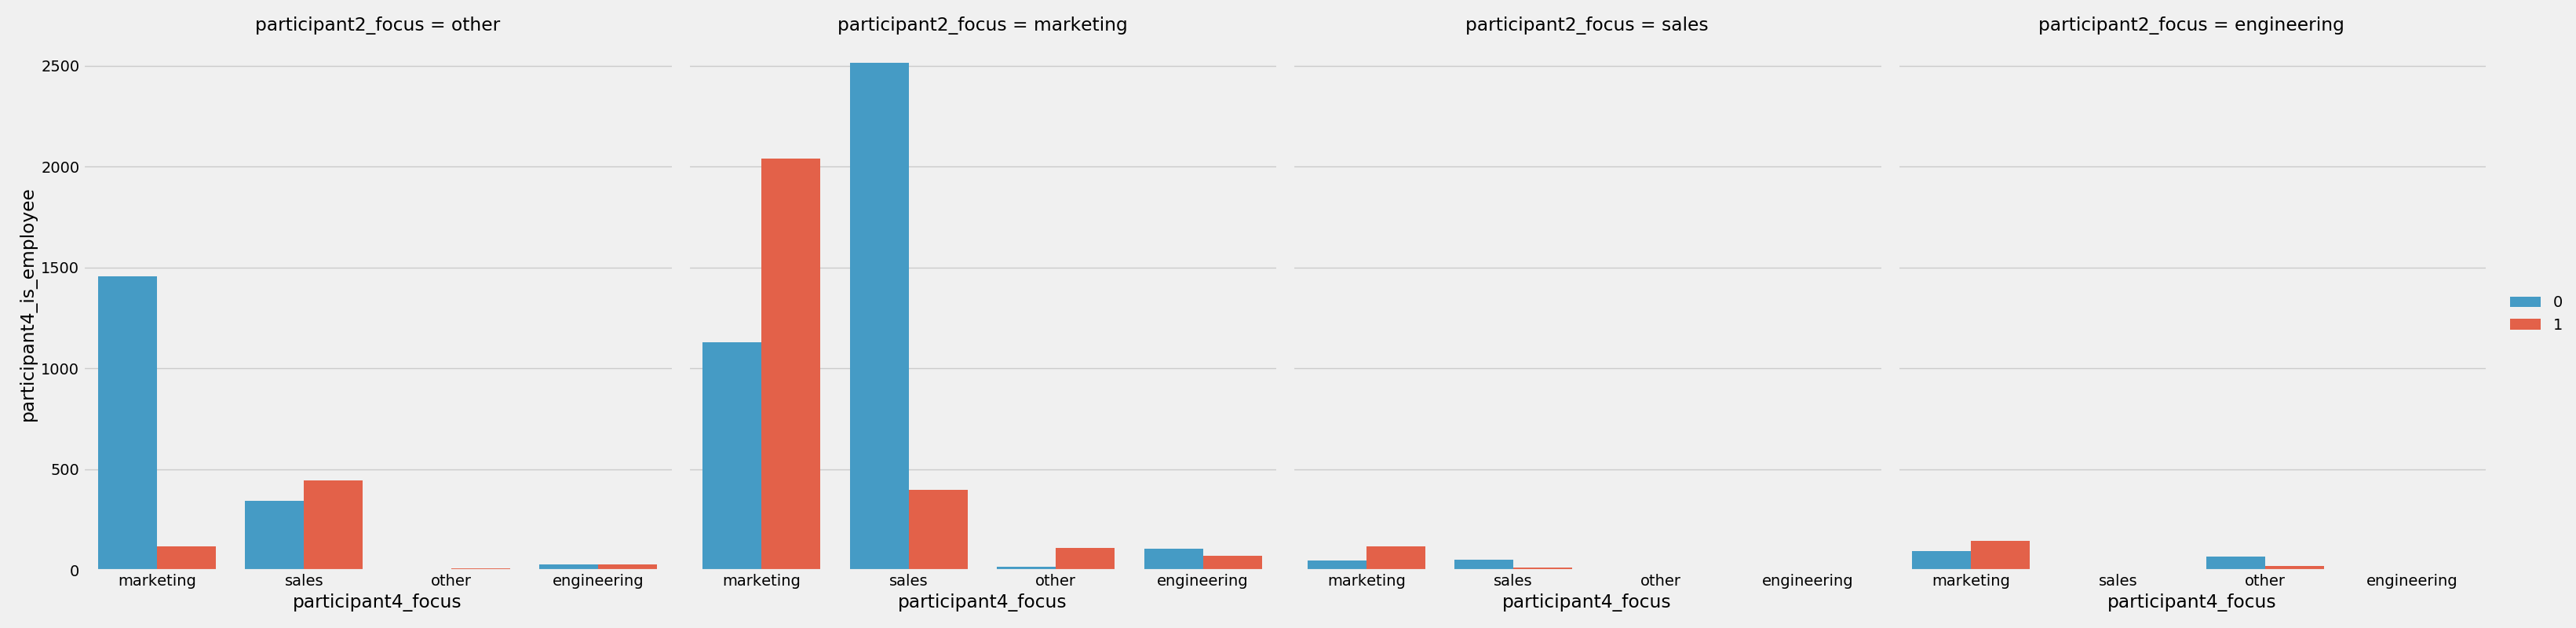 participant2_focus = other
participant2_focus = marketing
participant2_focus = sales
participant2_focus = engineering
participant4_is_employee
2500
2000
1500
1000
500
0
marketing sales other engineering
marketing sales other engineering
marketing sales other engineering
marketing sales other engineering
participant4_focus
participant4_focus
participant4_focus
participant4_focus
0
1